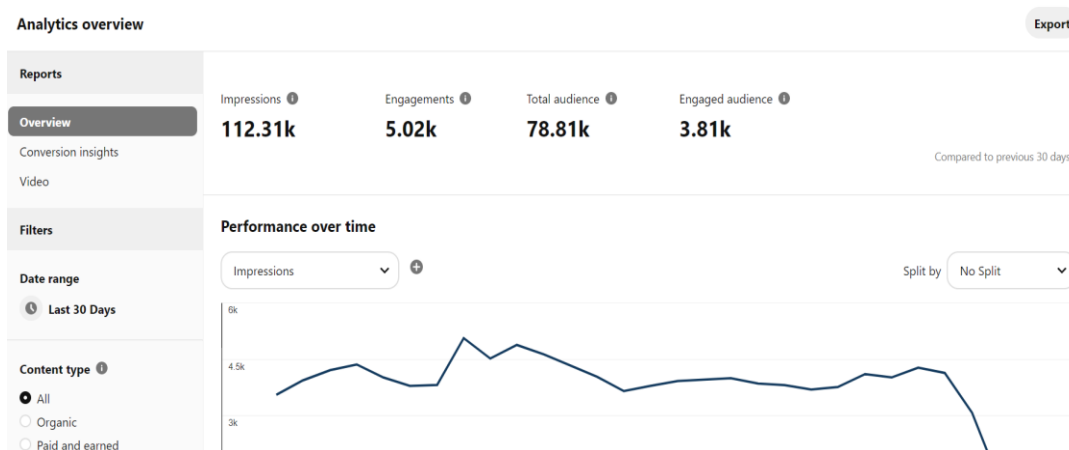 Analytics overview
Export
Reports
Overview
Conversion insights
Video
Filters
Date range
Last 30 Days
Content type
All
Organic
Paid and earned
Impressions
112.31k
Engagements
5.02k
Total audience
78.81k
Engaged audience
3.81k
Compared to previous 30 days
Performance over time
Impressions
Split by
No Split
6k
4.5k
3k